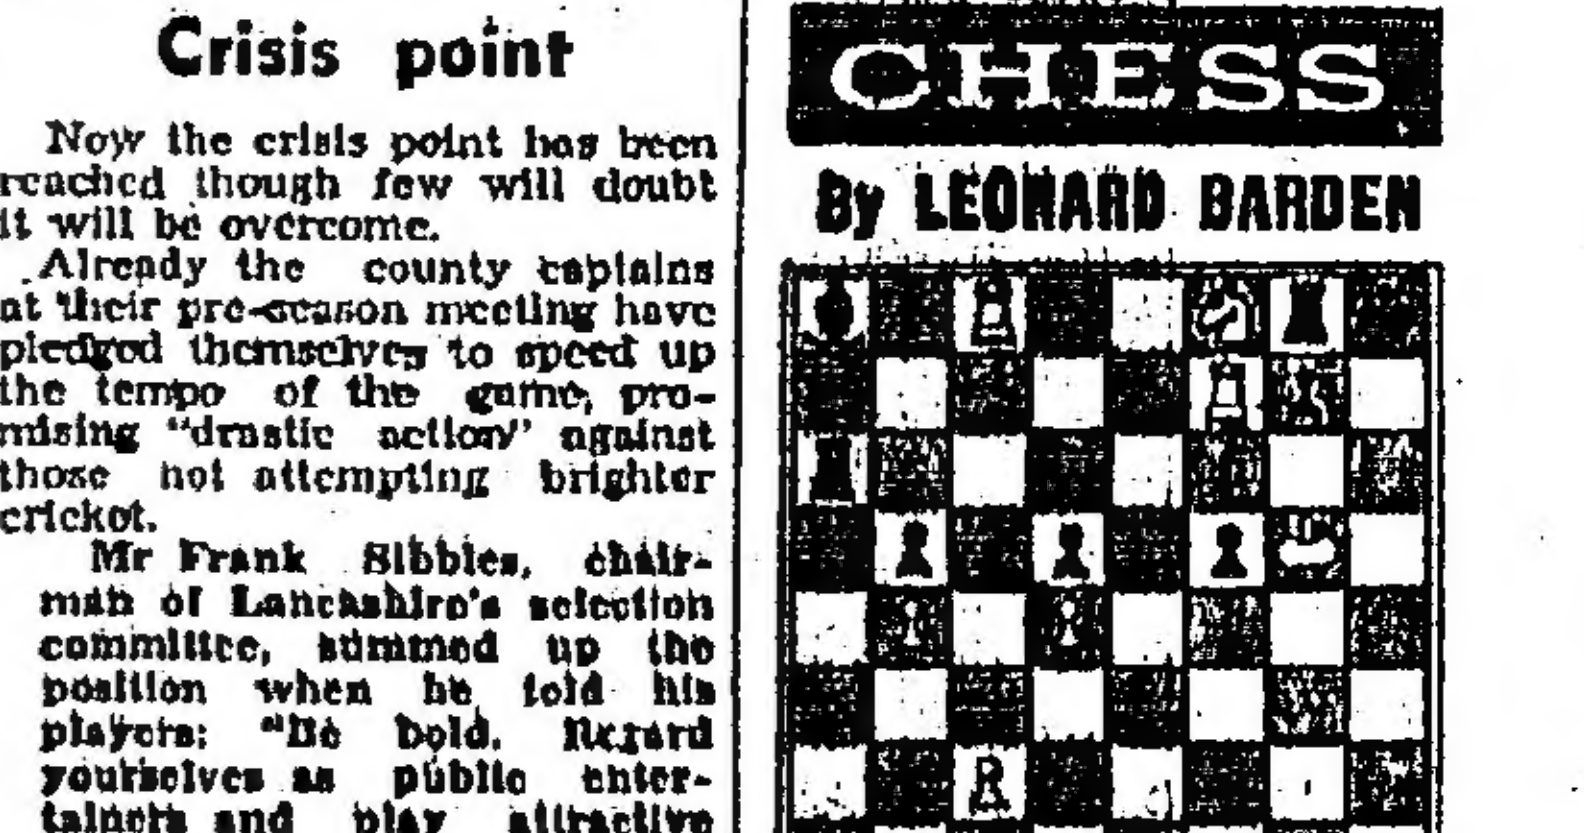 Crisis point
Now the crisis point has been
reached though few will doubt
it will be overcome.
Already the county captains
at their pre-season meeting have
pledged themselves to speed up
the tempo of the game, pro-
mising "drastic action" against
those not attempting brighter
cricket.
Mr Frank Sibbles, chair-
man of Lancashire's selection
committee, summed up the
position when he told his
players: "Be bold. Regard
yourselves as public enter-
tainers and play attractive
CHESS
By LEONARD BARDEN